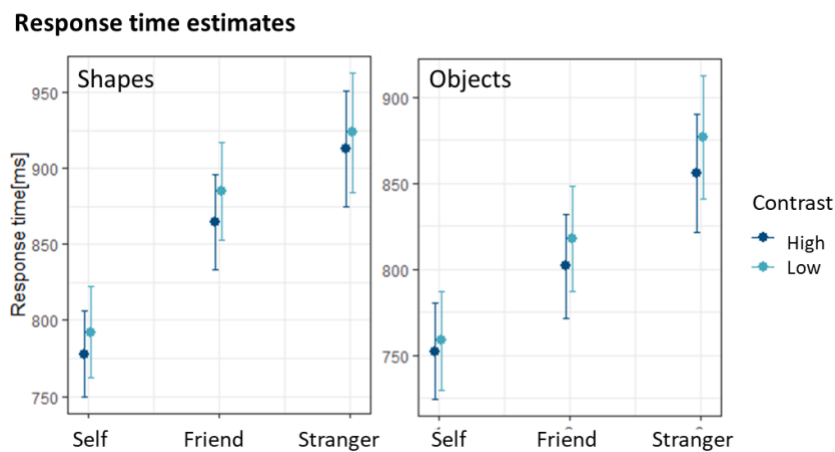 Response time estimates
Shapes
Objects
Response time[ms]
950
900
850
800
750
900
850
800
750
Self
Friend
Stranger
Self
Friend
Stranger
Contrast
High
Low